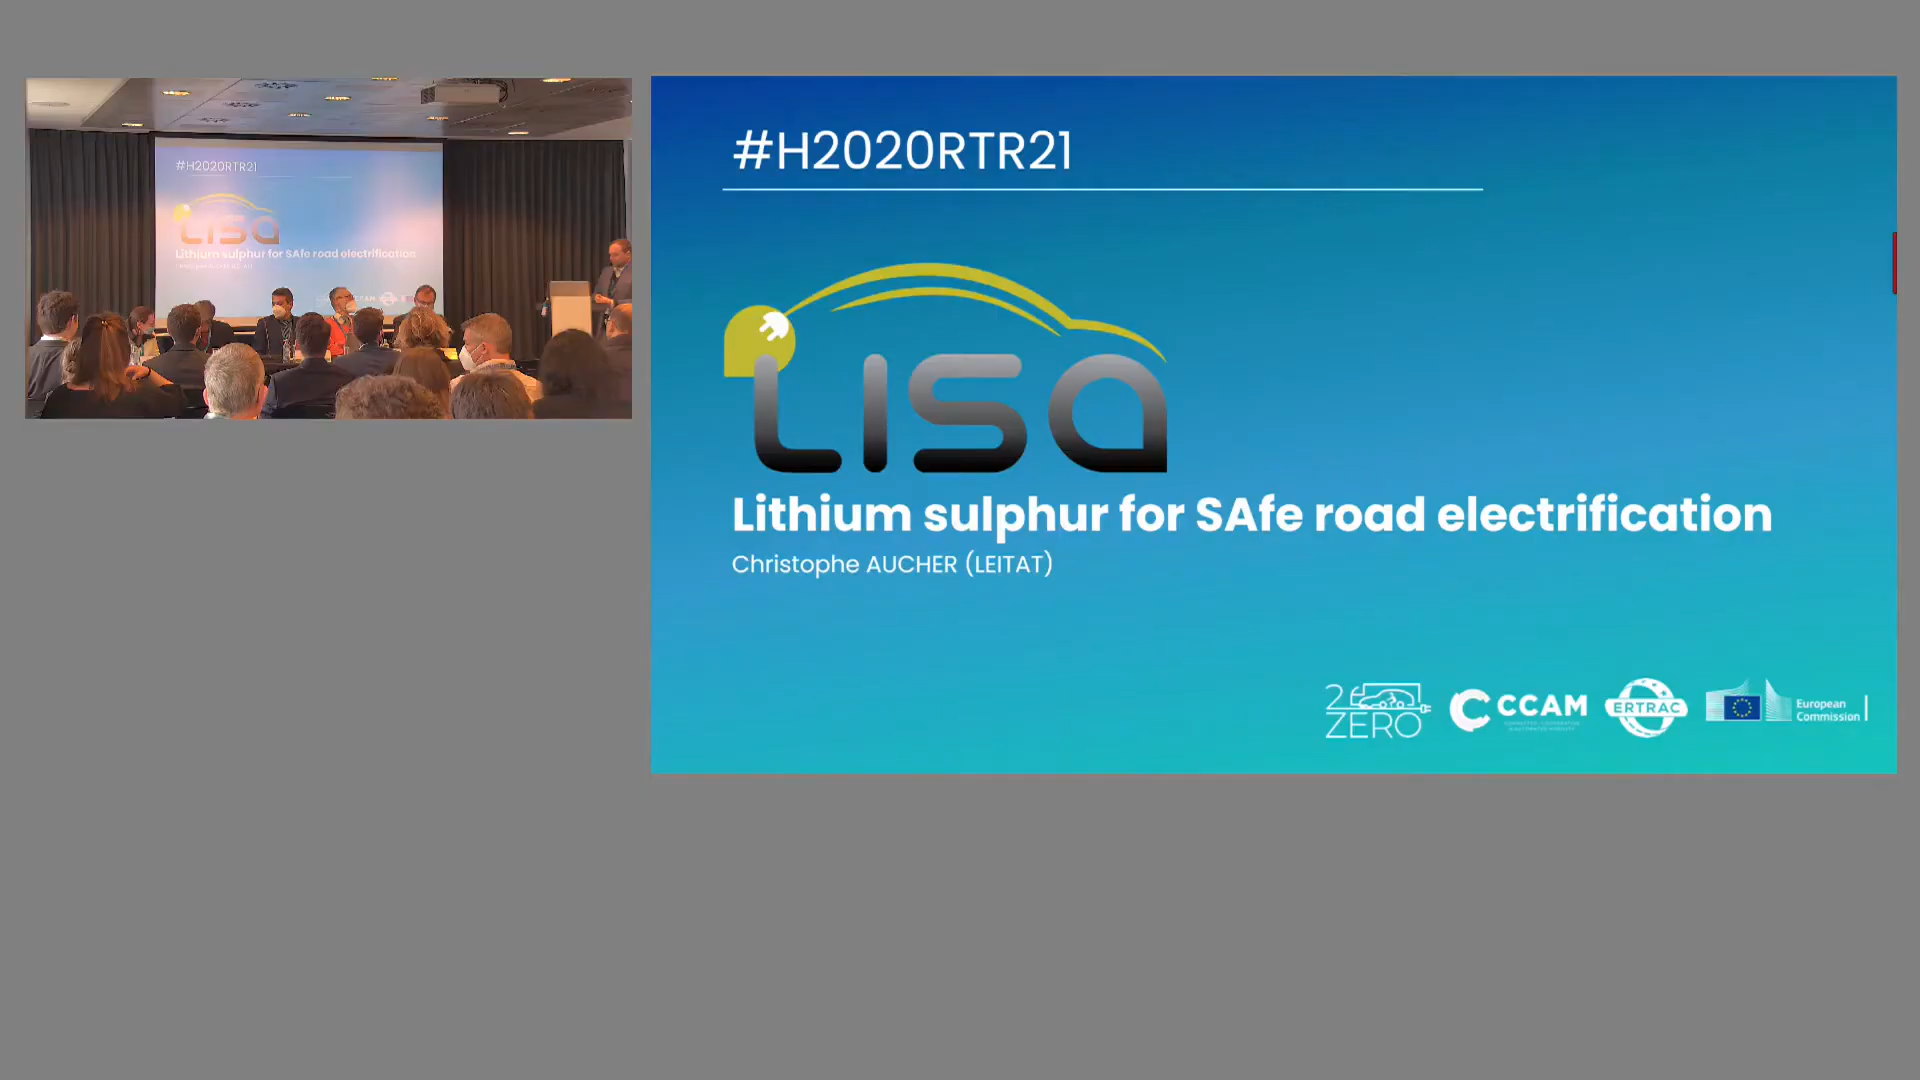 #H2020RTR21
LISa
Lithium sulphur for SAfe road electrification
#H2020RTR21
LISa
Lithium sulphur for SAfe road electrification
Christophe AUCHER (LEITAT)
2ZERO
CCAM
ERTRAC
European
Commission